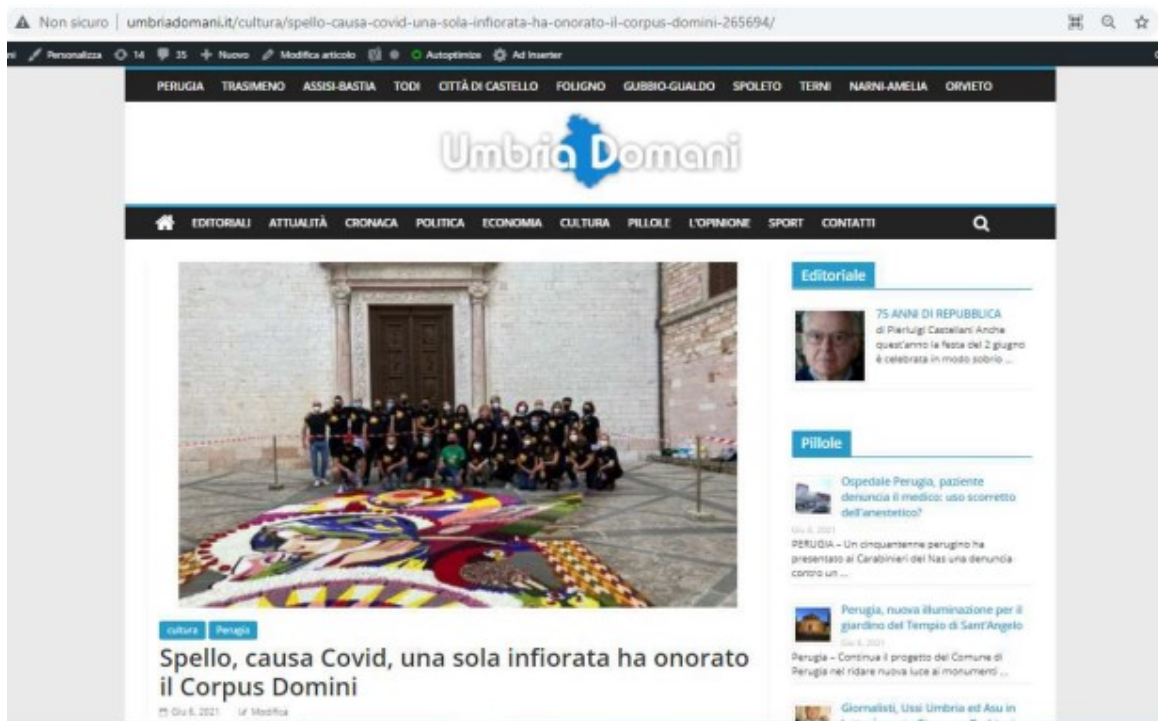 Non sicuro | umbriadomani.it/cultura/spello-causa-covid-una-sola-infiorata-ha-onorato-il-corpus-domini-265694/
Personalizza 14 35 + Nuovo Modifica articolo Autoptimize Ad Inserter
PERUGIA TRASIMENO ASSISI-BASTIA TODI CITTÀ DI CASTELLO FOLIGNO GUBBIO-GUALDO SPOLETO TERNI NARNI-AMELIA ORVIETO
Umbria Domani
EDITORIALI ATTUALITÀ CRONACA POLITICA ECONOMIA CULTURA PILLOLE L'OPINIONE SPORT CONTATTI
cultura Perugia
Spello, causa Covid, una sola infiorata ha onorato
il Corpus Domini
Giu 6, 2021 Modifica
Editoriale
75 ANNI DI REPUBBLICA
di Pierluigi Castellani Anche
quest'anno la festa del 2 giugno
è celebrata in modo sobrio ...
Pillole
Ospedale Perugia, paziente
denuncia il medico: uso scorretto
dell'anestetico?
Giu 6, 2021
PERUGIA – Un cinquantenne perugino ha
presentato ai Carabinieri del Nas una denuncia
contro un ...
Perugia, nuova illuminazione per il
giardino del Tempio di Sant'Angelo
Giu 6, 2021
Perugia – Continua il progetto del Comune di
Perugia nel ridare nuova luce ai monumenti ...
Giornalisti, Ussi Umbria ed Asu in